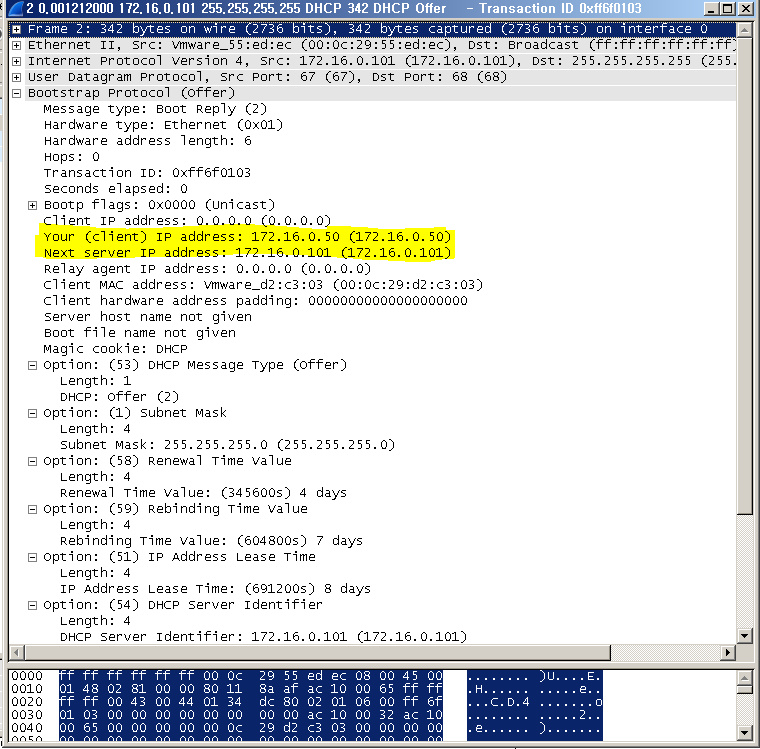 2 0,001212000 172,16,0,101 255,255,255,255 DHCP 342 DHCP Offer - Transaction ID 0xff6f0103
Frame 2: 342 bytes on wire (2736 bits), 342 bytes captured (2736 bits) on interface 0
Ethernet II, Src: Vmware_55:ed:ec (00:0c:29:55:ed:ec), Dst: Broadcast (ff:ff:ff:ff:ff:ff)
Internet Protocol Version 4, Src: 172.16.0.101 (172.16.0.101), Dst: 255.255.255.255 (255.
User Datagram Protocol, Src Port: 67 (67), Dst Port: 68 (68)
Bootstrap Protocol (Offer)
Message type: Boot Reply (2)
Hardware type: Ethernet (0x01)
Hardware address length: 6
Hops: 0
Transaction ID: 0xff6f0103
Seconds elapsed: 0
Bootp flags: 0x0000 (Unicast)
Client IP address: 0.0.0.0 (0.0.0.0)
Your (client) IP address: 172.16.0.50 (172.16.0.50)
Next server IP address: 172.16.0.101 (172.16.0.101)
Relay agent IP address: 0.0.0.0 (0.0.0.0)
Client MAC address: Vmware_d2:c3:03 (00:0c:29:d2:c3:03)
Client hardware address padding: 00000000000000000000
Server host name not given
Boot file name not given
Magic cookie: DHCP
Option: (53) DHCP Message Type (Offer)
Length: 1
DHCP: Offer (2)
Option: (1) Subnet Mask
Length: 4
Subnet Mask: 255.255.255.0 (255.255.255.0)
Option: (58) Renewal Time Value
Length: 4
Renewal Time Value: (345600s) 4 days
Option: (59) Rebinding Time Value
Length: 4
Rebinding Time Value: (604800s) 7 days
Option: (51) IP Address Lease Time
Length: 4
IP Address Lease Time: (691200s) 8 days
Option: (54) DHCP Server Identifier
Length: 4
DHCP Server Identifier: 172.16.0.101 (172.16.0.101)
0000 ff ff ff ff ff ff 00 0c 29 55 ed ec 08 00 45 00 ........ )U....E.
0010 01 48 02 81 00 00 80 11 8a af ac 10 00 65 ff ff .H...... .....e..
0020 ff ff 00 43 00 44 01 34 dc 80 02 01 06 00 ff 6f ...C.D.4 .......o
0030 01 03 00 00 00 00 00 00 00 00 ac 10 00 32 ac 10 ........ .....2..
0040 00 65 00 00 00 00 00 0c 29 d2 c3 03 00 00 00 00 .e...... ).......